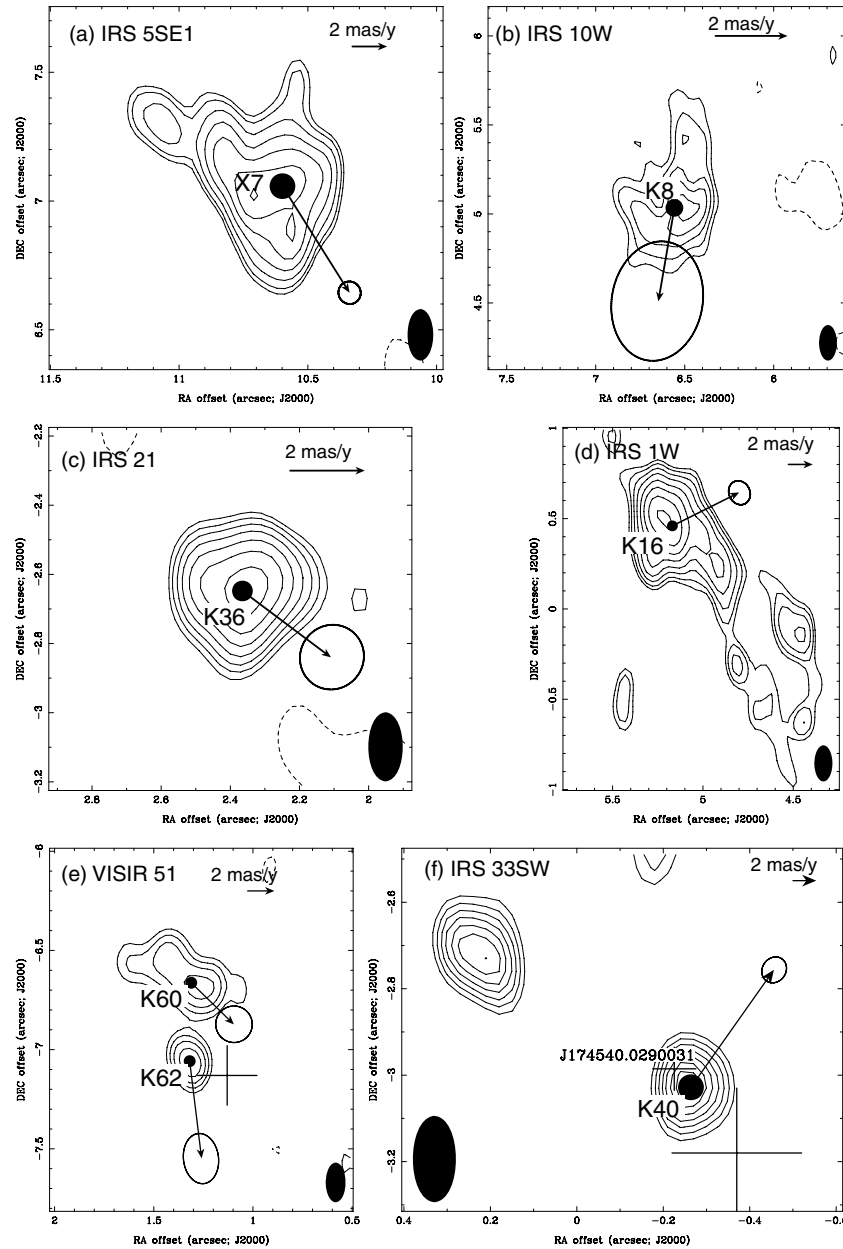 (a) IRS 5SE1
2 mas/y
7.5
7
6.5
DEC offset (arcsec; J2000)
X7
11.5
11
10.5
10
RA offset (arcsec; J2000)
(b) IRS 10W
2 mas/y
6
5.5
5
4.5
DEC offset (arcsec; J2000)
K8
7.5
7
6.5
6
RA offset (arcsec; J2000)
(c) IRS 21
2 mas/y
-2.2
-2.4
-2.6
-2.8
-3
-3.2
DEC offset (arcsec; J2000)
K36
2.8
2.6
2.4
2.2
2
RA offset (arcsec; J2000)
2 mas/y
(d) IRS 1W
1
0.5
0
-0.5
-1
DEC offset (arcsec; J2000)
K16
5.5
5
4.5
RA offset (arcsec; J2000)
(e) VISIR 51
2 mas/y
-6
-6.5
-7
-7.5
DEC offset (arcsec; J2000)
K60
K62
2
1.5
1
0.5
RA offset (arcsec; J2000)
(f) IRS 33SW
2 mas/y
-2.6
-2.8
-3
-3.2
DEC offset (arcsec; J2000)
J174540.0290031
K40
0.4
0.2
0
-0.2
-0.4
-0.6
RA offset (arcsec; J2000)